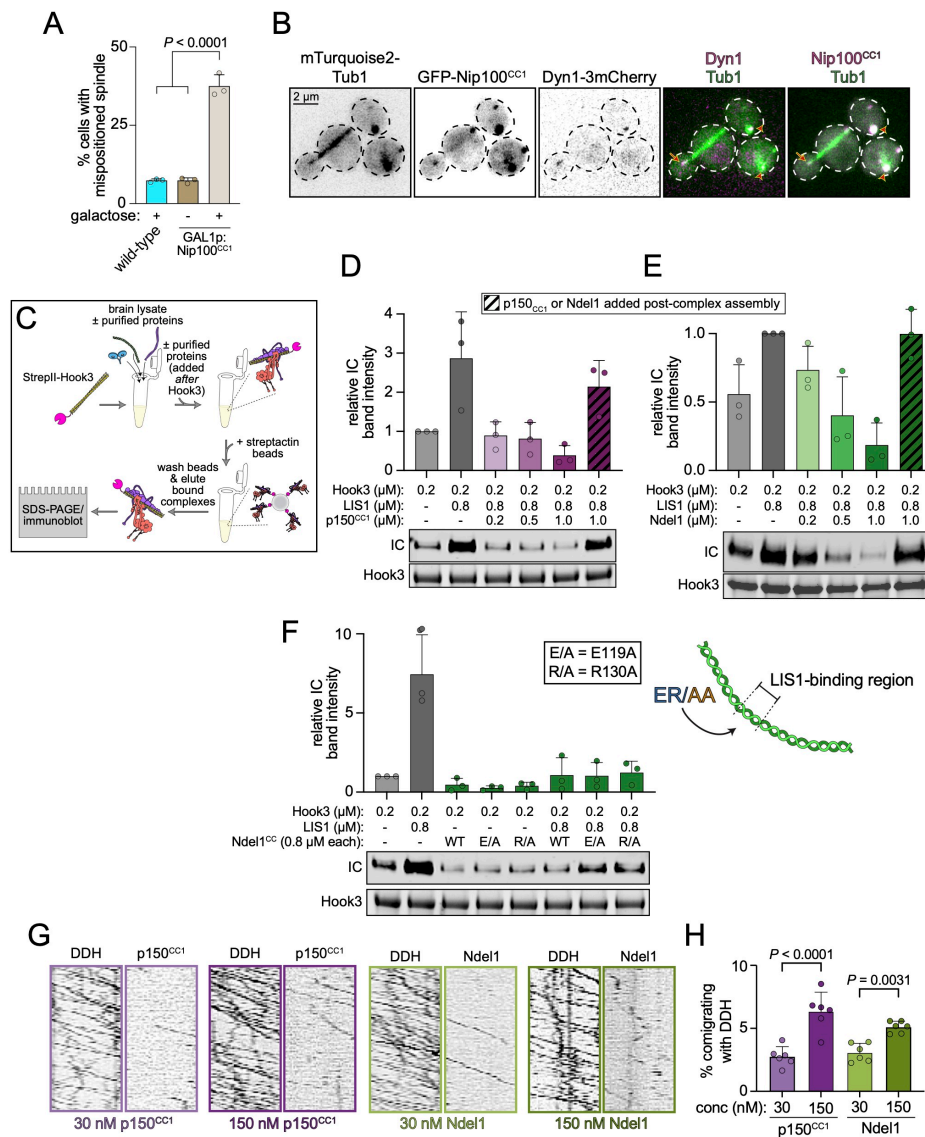 A
50
25
0
% cells with
mispositioned spindle
P < 0.0001
galactose:
+
-
+
wild-type
GAL1p:
Nip100CC1
B
mTurquoise2-
Tub1
GFP-Nip100CC1
Dyn1-3mCherry
Dyn1
Tub1
Nip100CC1
Tub1
2 µm
C
brain lysate
± purified proteins
± purified
proteins
(added
after
Hook3)
StrepII-Hook3
+ streptactin
beads
wash beads
& elute
bound
complexes
SDS-PAGE/
immunoblot
D
E
p150CC1 or Ndel1 added post-complex assembly
relative IC
band intensity
4
3
2
1
0
Hook3 (µM): 0.2 0.2 0.2 0.2 0.2 0.2
LIS1 (µM): - 0.8 0.8 0.8 0.8 0.8
p150CC1 (µM): - - 0.2 0.5 1.0 1.0
IC
Hook3
relative IC
band intensity
1.0
0.5
0.0
Hook3 (µM): 0.2 0.2 0.2 0.2 0.2 0.2
LIS1 (µM): - 0.8 0.8 0.8 0.8 0.8
Ndel1 (µM): - - 0.2 0.5 1.0 1.0
IC
Hook3
F
relative IC
band intensity
10
5
0
E/A = E119A
R/A = R130A
ER/AA
LIS1-binding region
Hook3 (µM): 0.2 0.2 0.2 0.2 0.2 0.2 0.2 0.2
LIS1 (µM): - 0.8 - - - 0.8 0.8 0.8
Ndel1CC (0.8 µM each): - - WT E/A R/A WT E/A R/A
IC
Hook3
G
DDH p150CC1 DDH p150CC1 DDH Ndel1 DDH Ndel1
30 nM p150CC1 150 nM p150CC1 30 nM Ndel1 150 nM Ndel1
H
% comigrating
with DDH
10
5
0
P < 0.0001
P = 0.0031
conc (nM): 30 150 30 150
p150CC1 Ndel1